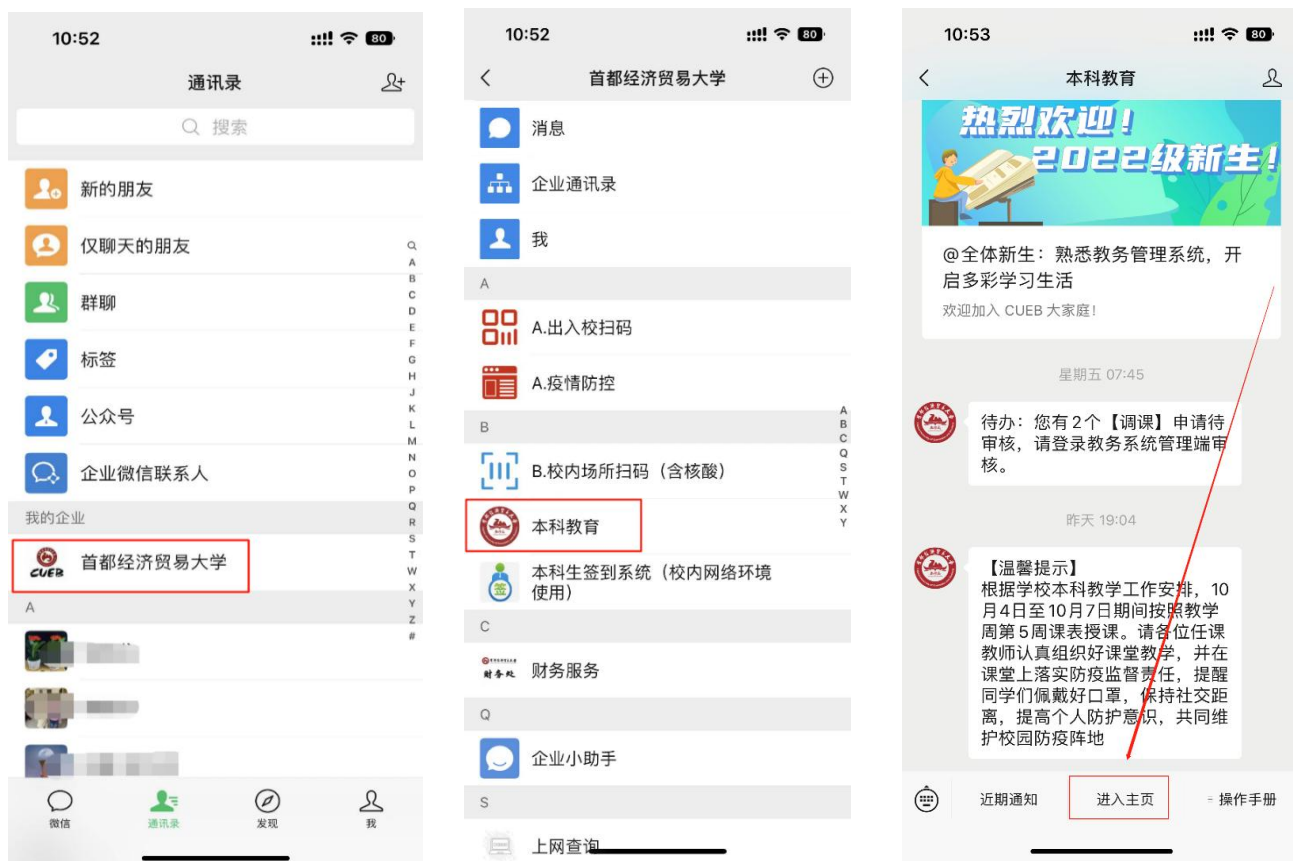 10:52
80
通讯录
搜索
新的朋友
仅聊天的朋友
群聊
标签
公众号
企业微信联系人
我的企业
CUEB
首都经济贸易大学
A
Q
A
B
C
D
E
F
G
H
J
K
L
M
N
O
P
Q
R
S
T
W
X
Y
Z
#
微信
通讯录
发现
我
10:52
80
首都经济贸易大学
消息
企业通讯录
我
A
A.出入校扫码
A.疫情防控
B
B.校内场所扫码（含核酸）
本科教育
签
本科生签到系统（校内网络环境
使用）
C
财务处
财务服务
Q
企业小助手
S
上网查询
A
B
C
Q
S
T
W
X
Y
10:53
80
本科教育
热烈欢迎！
2022级新生！
@全体新生：熟悉教务管理系统，开
启多彩学习生活
欢迎加入 CUEB 大家庭！
星期五 07:45
待办：您有2个【调课】申请待
审核，请登录教务系统管理端审
核。
昨天 19:04
【温馨提示】
根据学校本科教学工作安排，10
月4日至10月7日期间按照教学
周第5周课表授课。请各位任课
教师认真组织好课堂教学，并在
课堂上落实防疫监督责任，提醒
同学们佩戴好口罩，保持社交距
离，提高个人防护意识，共同维
护校园防疫阵地
近期通知
进入主页
操作手册